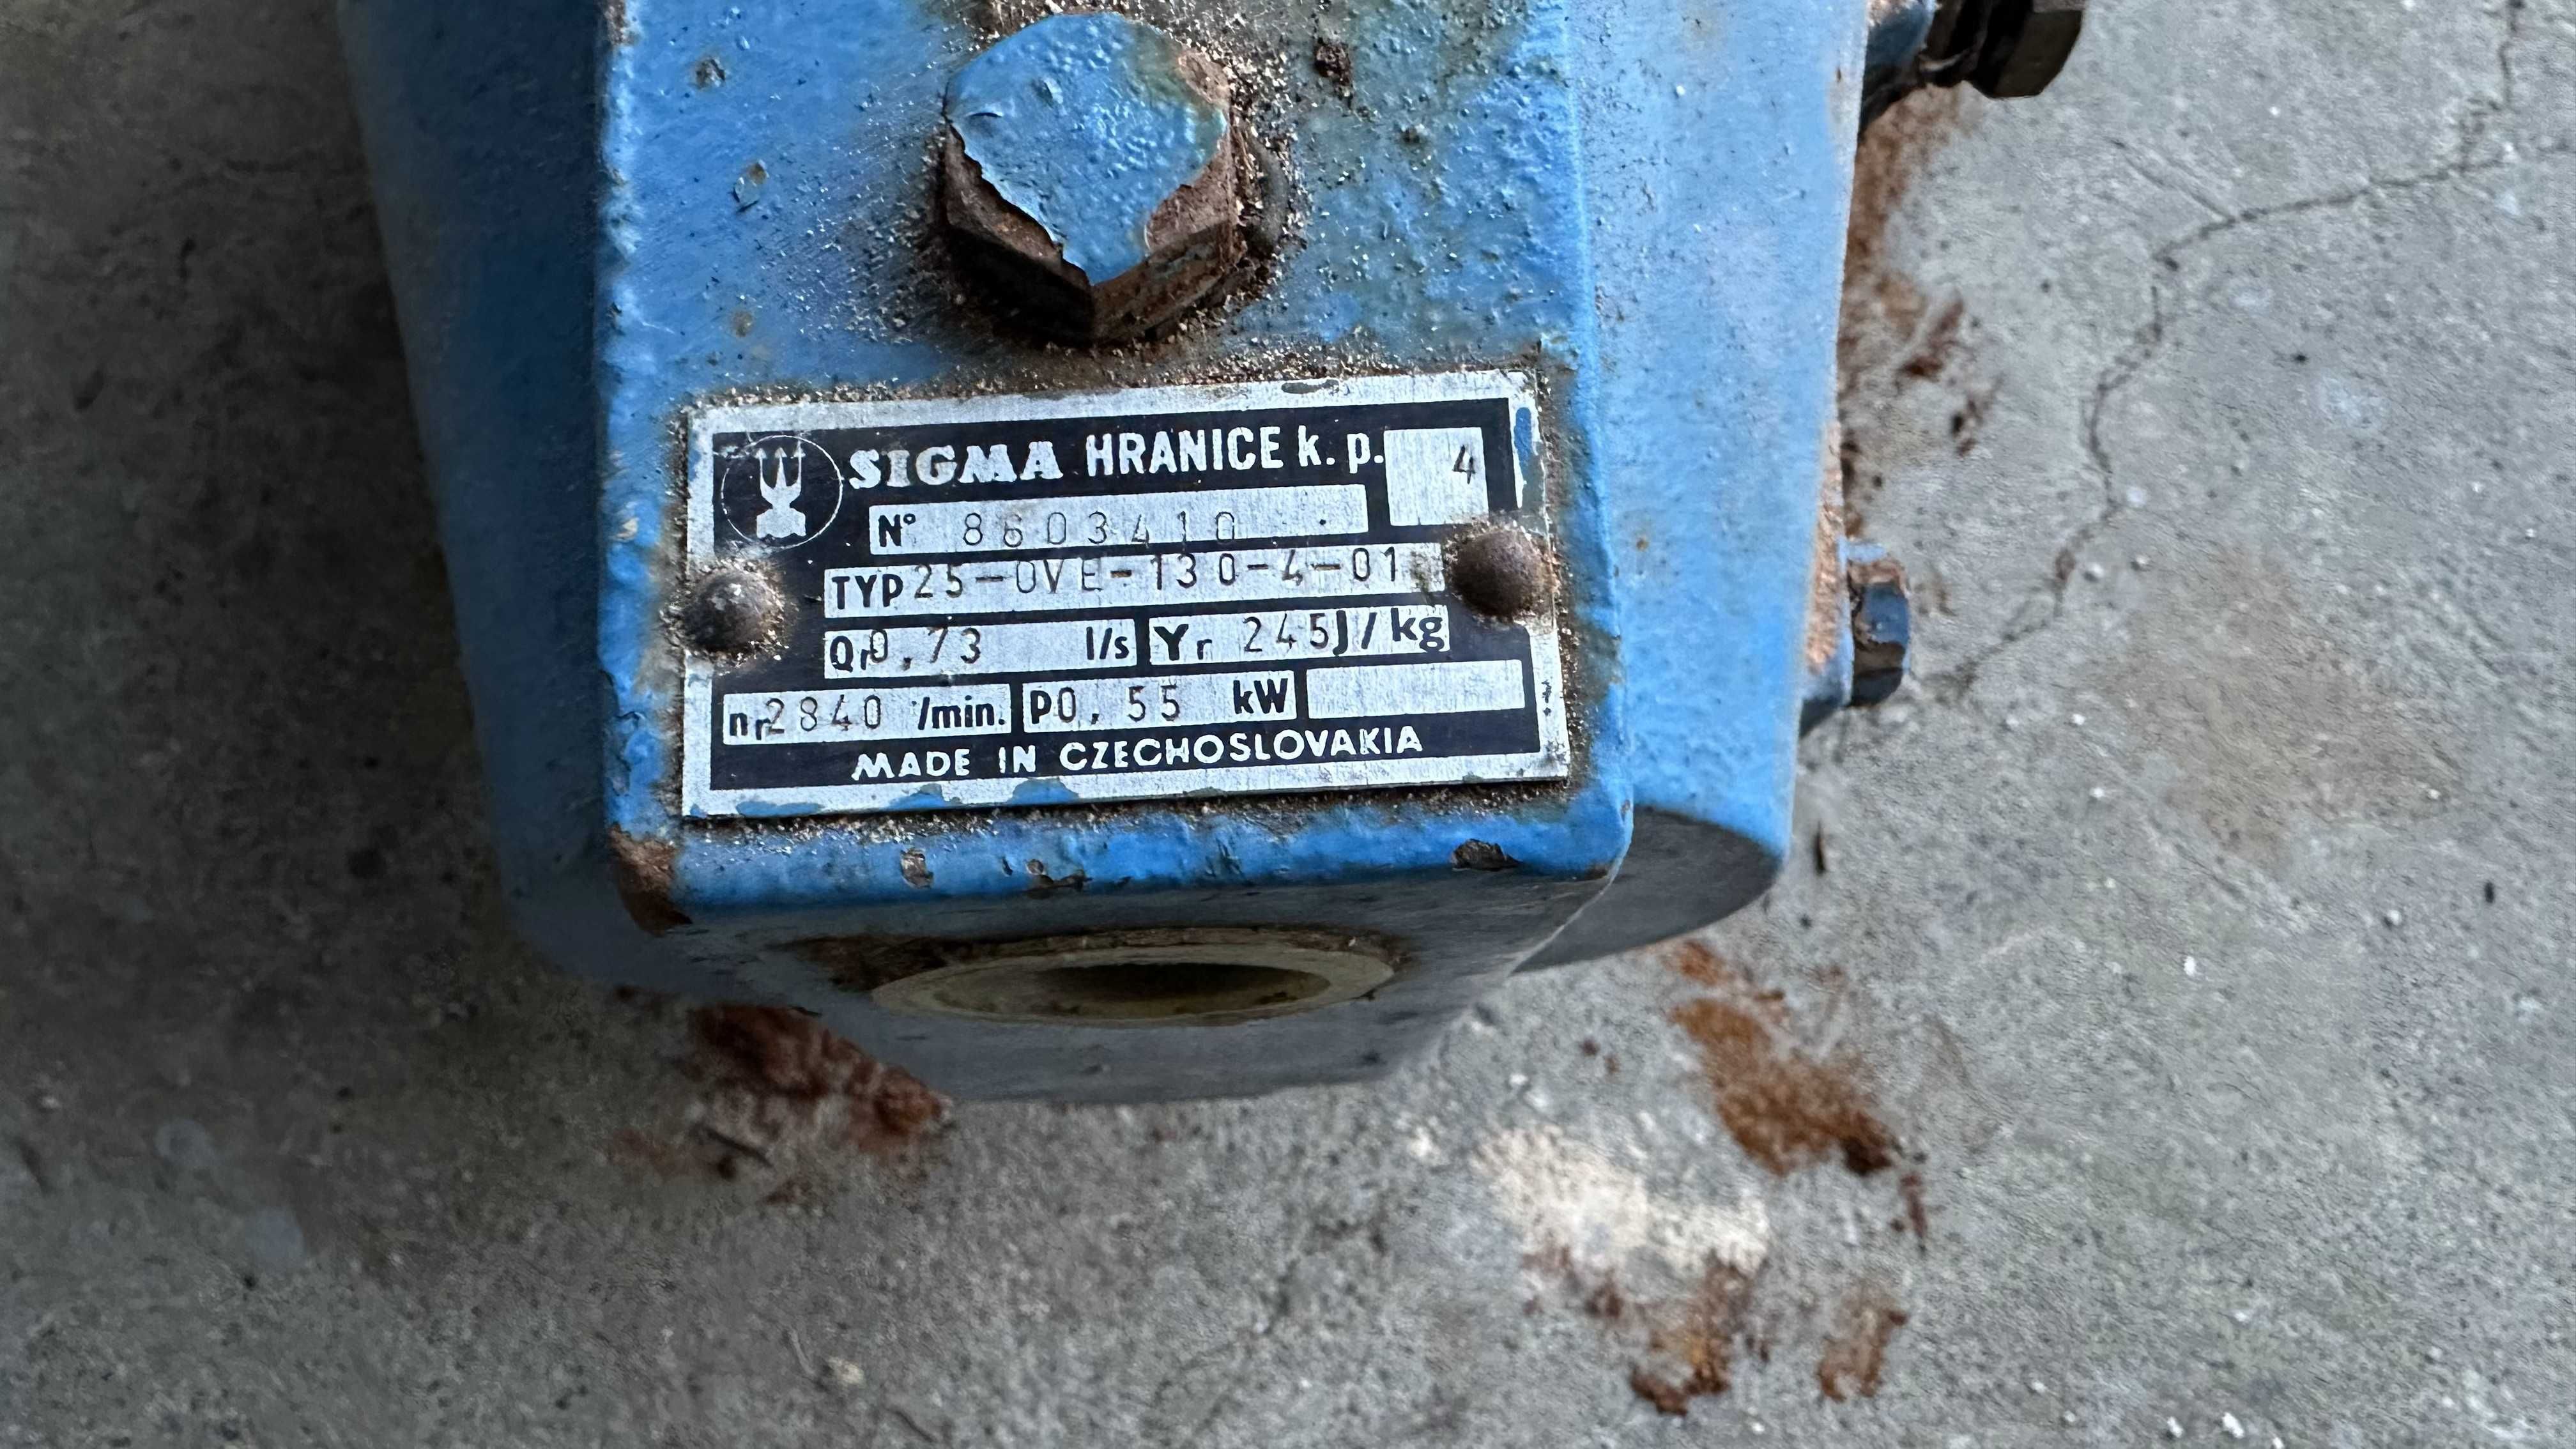 SIGMA HRANICE k. p. 4
Nº 8603410
TYP 25-OVE-130-4-01
Qr 0,73 l/s Yr 245 J/kg
nr 2840 /min. P 0,55 kW
MADE IN CZECHOSLOVAKIA